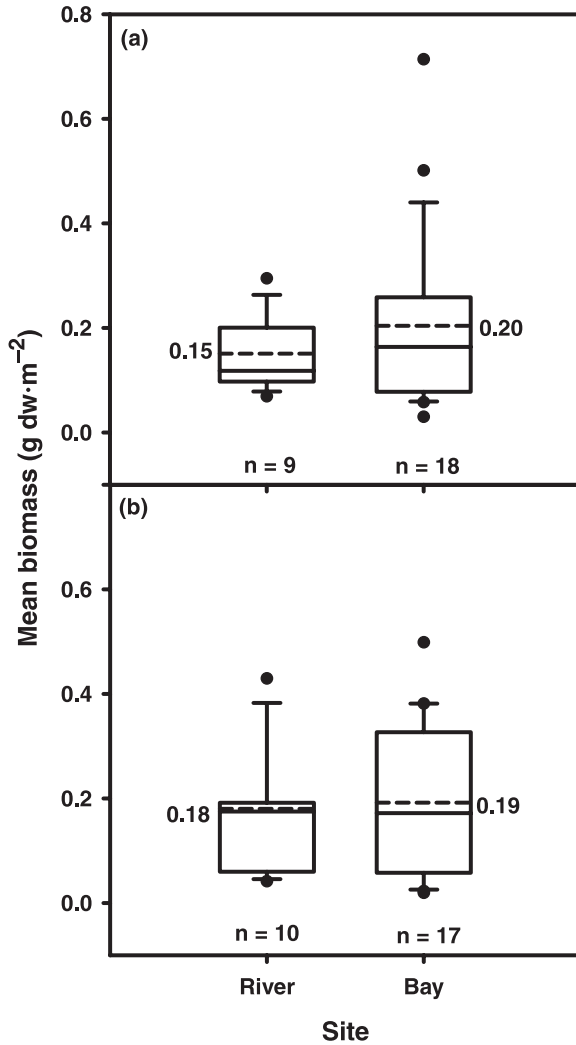 Mean biomass (g dw·m⁻²)
(a)
0.8
0.6
0.4
0.2
0.0
0.15
0.20
n = 9
n = 18
(b)
0.6
0.4
0.2
0.0
0.18
0.19
n = 10
n = 17
River
Bay
Site